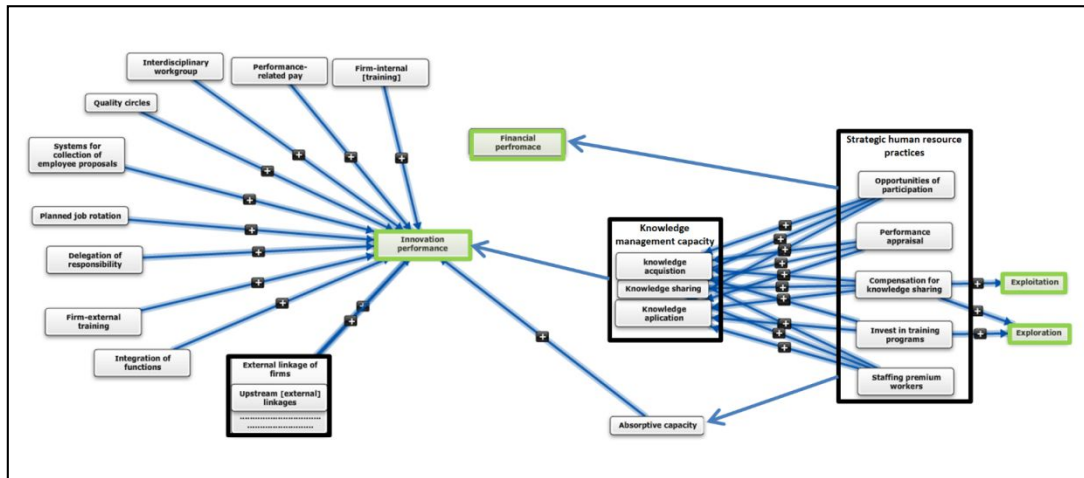 Interdisciplinary
workgroup
Performance-
related pay
Firm-internal
[training]
Quality circles
Systems for
collection of
employee proposals
Planned job rotation
Delegation of
responsibility
Firm-external
training
Integration of
functions
External linkage of
firms
Upstream [external]
linkages
................................
..........................
Innovation
performance
Financial
perfromace
Knowledge
management capacity
knowledge
acquistion
Knowledge sharing
Knowledge
aplication
Absorptive capacity
Strategic human resource
practices
Opportunities of
participation
Performance
appraisal
Compensation for
knowledge sharing
Invest in training
programs
Staffing premium
workers
Exploitation
Exploration